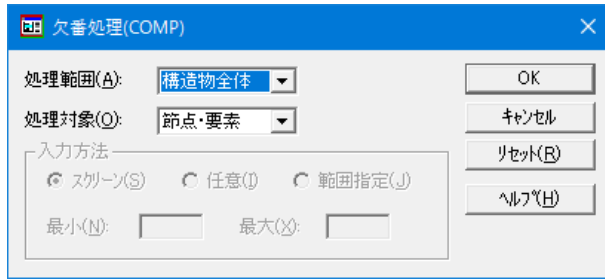 欠番処理(COMP)
処理範囲(A): 構造物全体
処理対象(O): 節点・要素
入力方法
スクリーン(S) 任意(I) 範囲指定(J)
最小(N): 最大(X):
OK
キャンセル
リセット(R)
ヘルプ(H)